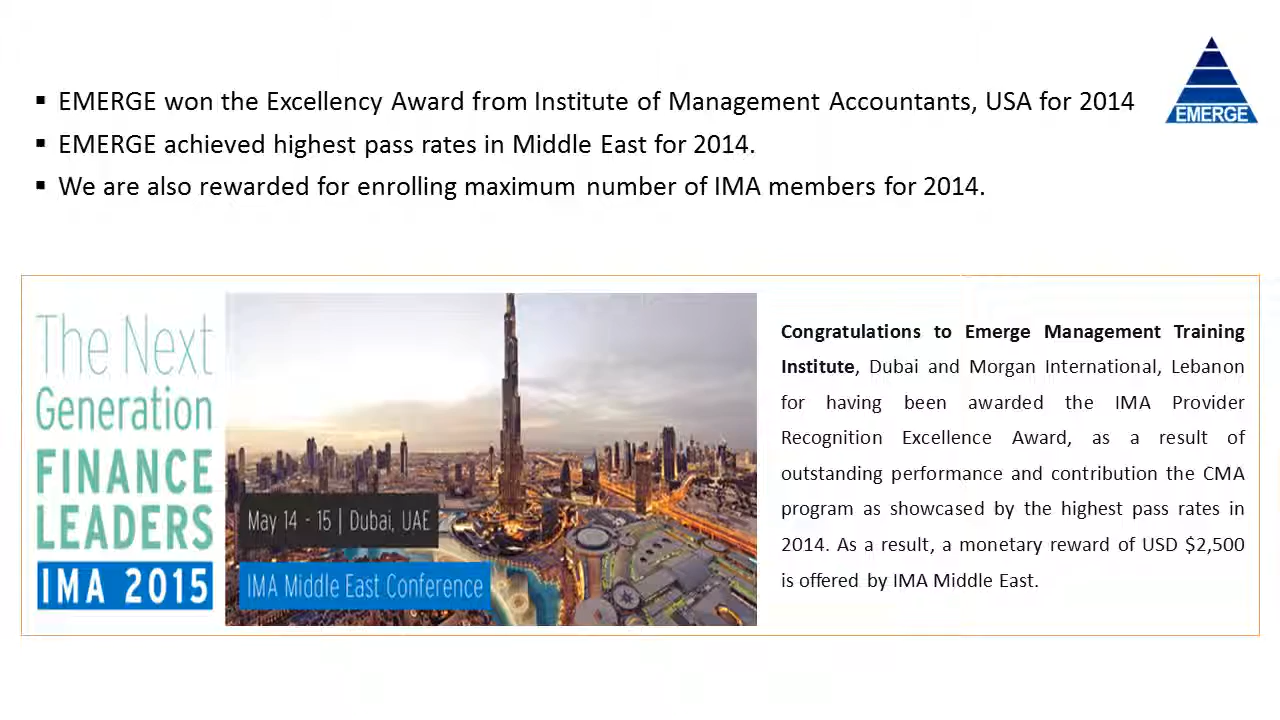 ▪ EMERGE won the Excellency Award from Institute of Management Accountants, USA for 2014
▪ EMERGE achieved highest pass rates in Middle East for 2014.
▪ We are also rewarded for enrolling maximum number of IMA members for 2014.
EMERGE
The Next
Generation
FINANCE
LEADERS
IMA 2015
May 14 - 15 | Dubai, UAE
IMA Middle East Conference
Congratulations to Emerge Management Training
Institute, Dubai and Morgan International, Lebanon
for having been awarded the IMA Provider
Recognition Excellence Award, as a result of
outstanding performance and contribution the CMA
program as showcased by the highest pass rates in
2014. As a result, a monetary reward of USD $2,500
is offered by IMA Middle East.